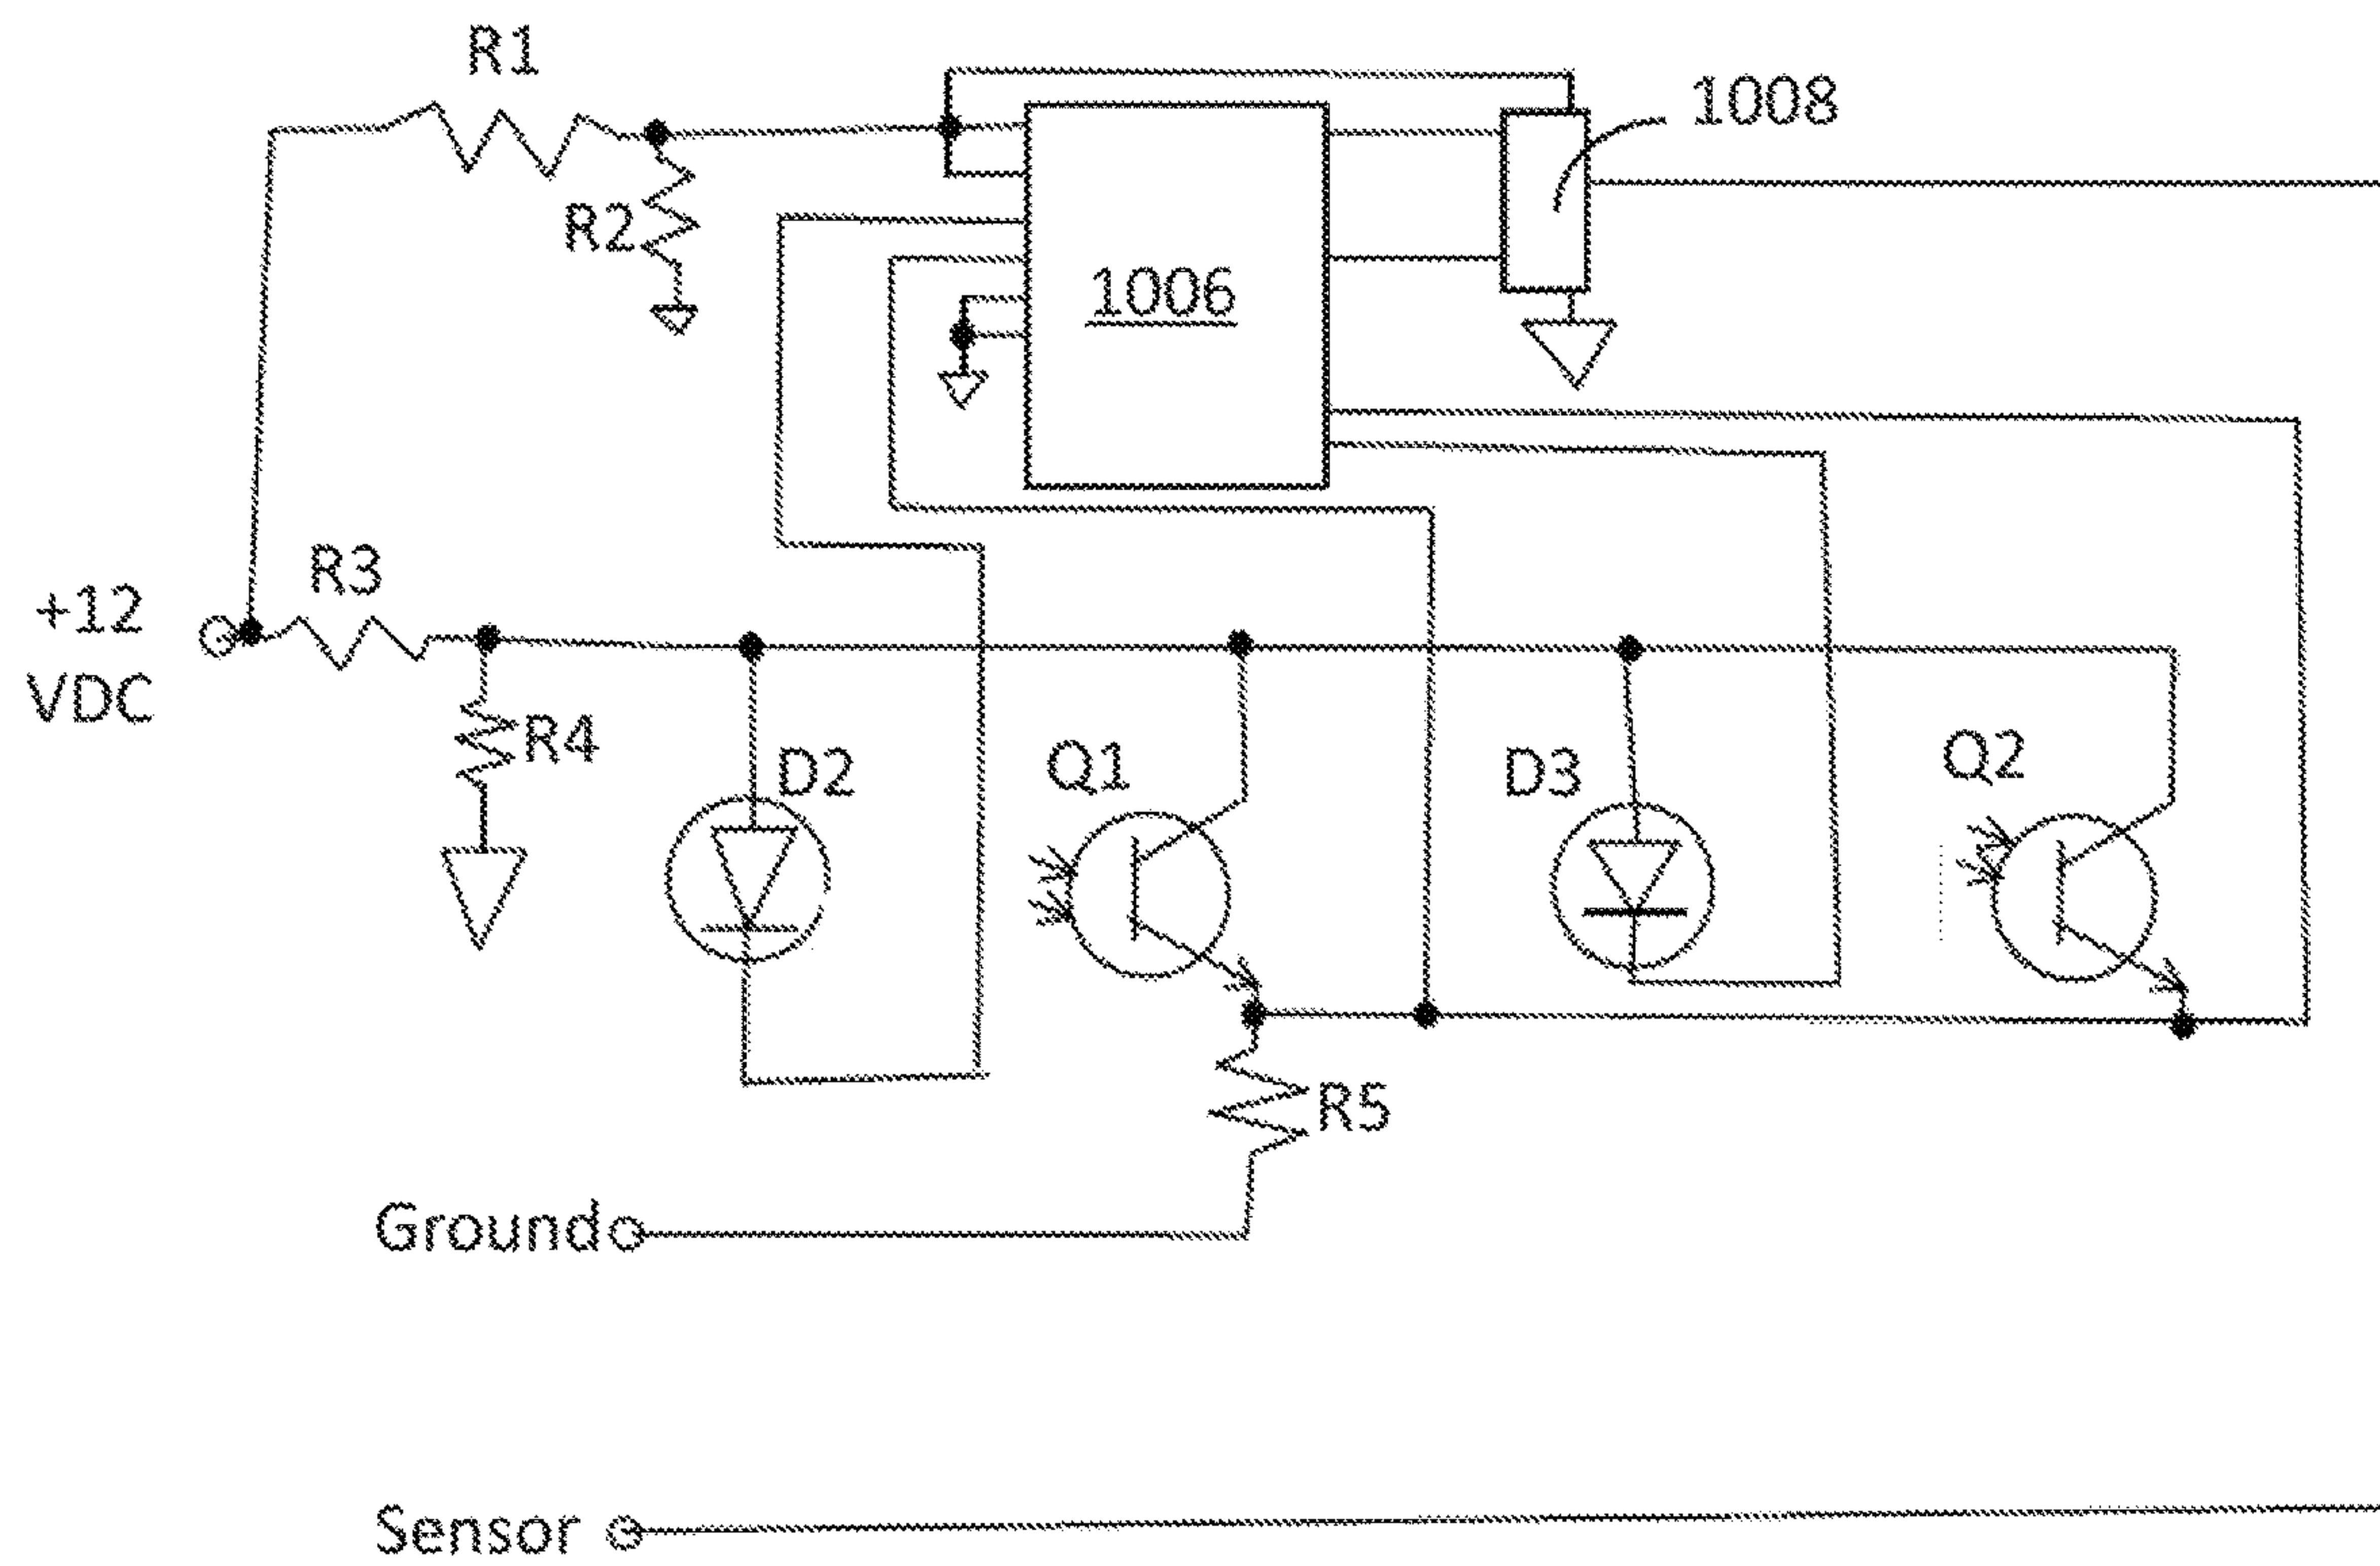 R1
1008
R2
1006
R3
+12
VDC
R4
D2
Q1
D3
Q2
R5
Ground
Sensor